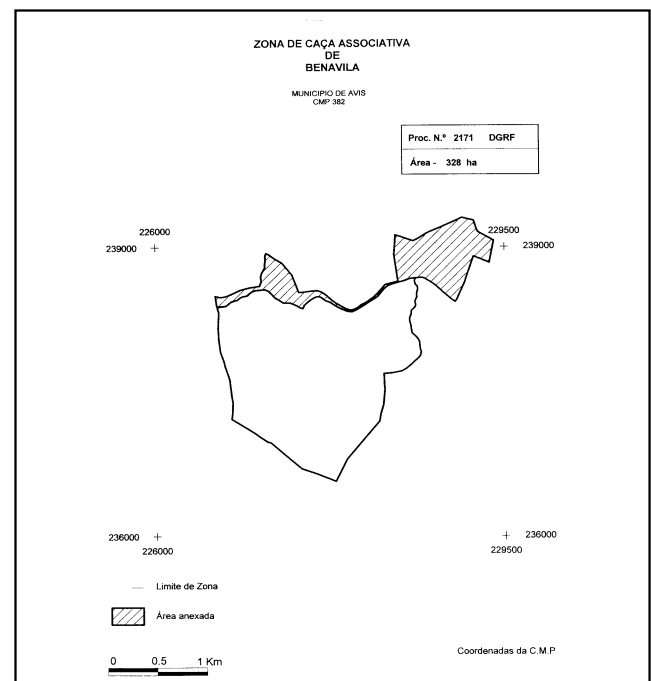 ZONA DE CAÇA ASSOCIATIVA
DE
BENAVILA
MUNICIPIO DE AVIS
CMP 382
Proc. N.º 2171 DGRF
Área - 328 ha
226000
239000
229500
239000
236000
226000
236000
229500
Limite de Zona
Área anexada
Coordenadas da C.M.P
0 0.5 1 Km